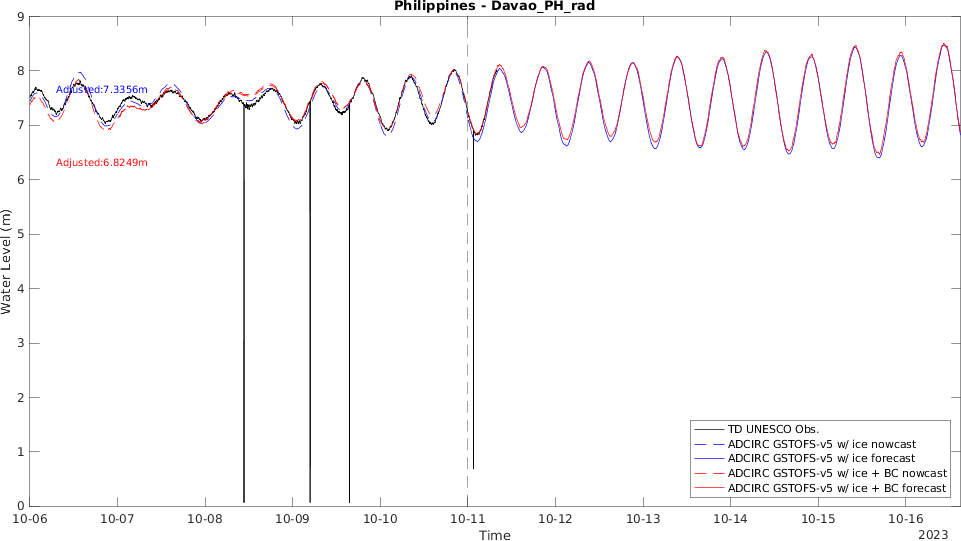 Philippines - Davao_PH_rad
9
8
7
6
5
4
3
2
1
0
Water Level (m)
Adjusted:7.3356m
Adjusted:6.8249m
TD UNESCO Obs.
ADCIRC GSTOFS-v5 w/ ice nowcast
ADCIRC GSTOFS-v5 w/ ice forecast
ADCIRC GSTOFS-v5 w/ ice + BC nowcast
ADCIRC GSTOFS-v5 w/ ice + BC forecast
10-06 10-07 10-08 10-09 10-10 10-11 10-12 10-13 10-14 10-15 10-16
Time
2023